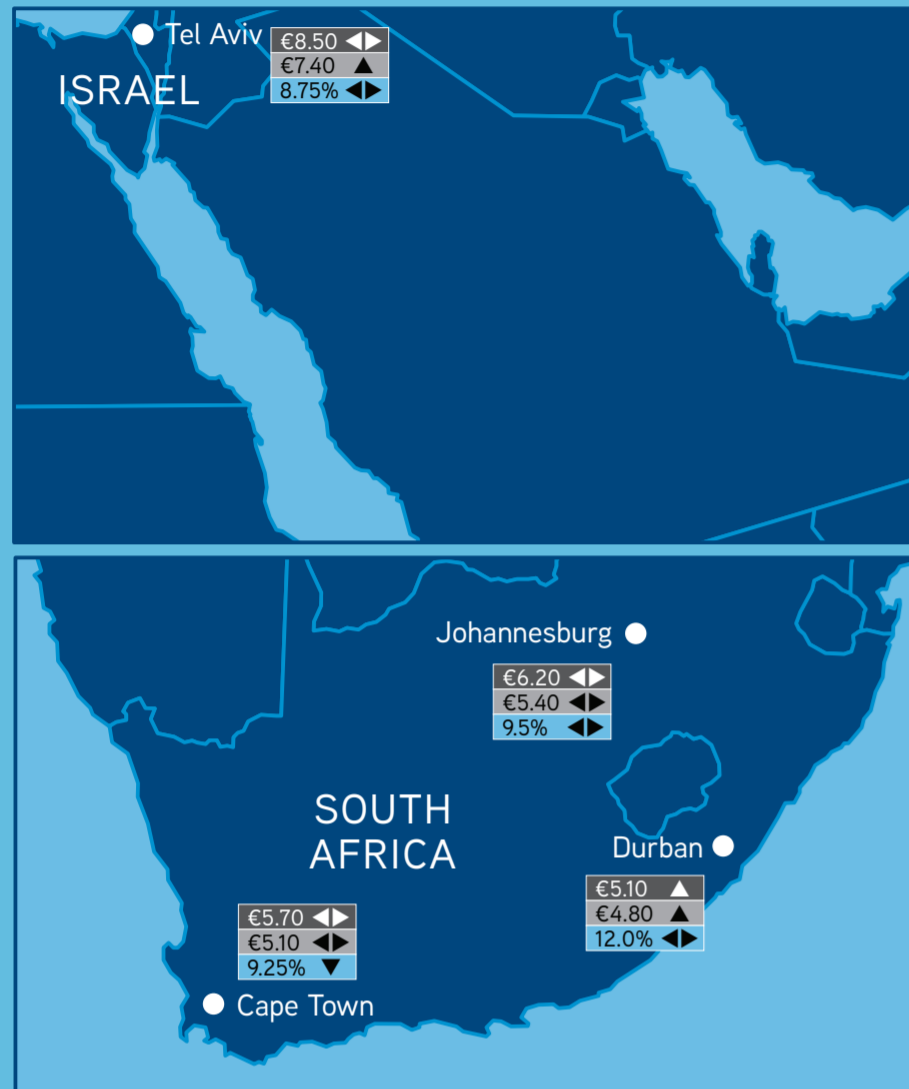 Tel Aviv
ISRAEL
€8.50
€7.40
8.75%
Johannesburg
€6.20
€5.40
9.5%
SOUTH
AFRICA
Durban
€5.10
€4.80
12.0%
€5.70
€5.10
9.25%
Cape Town